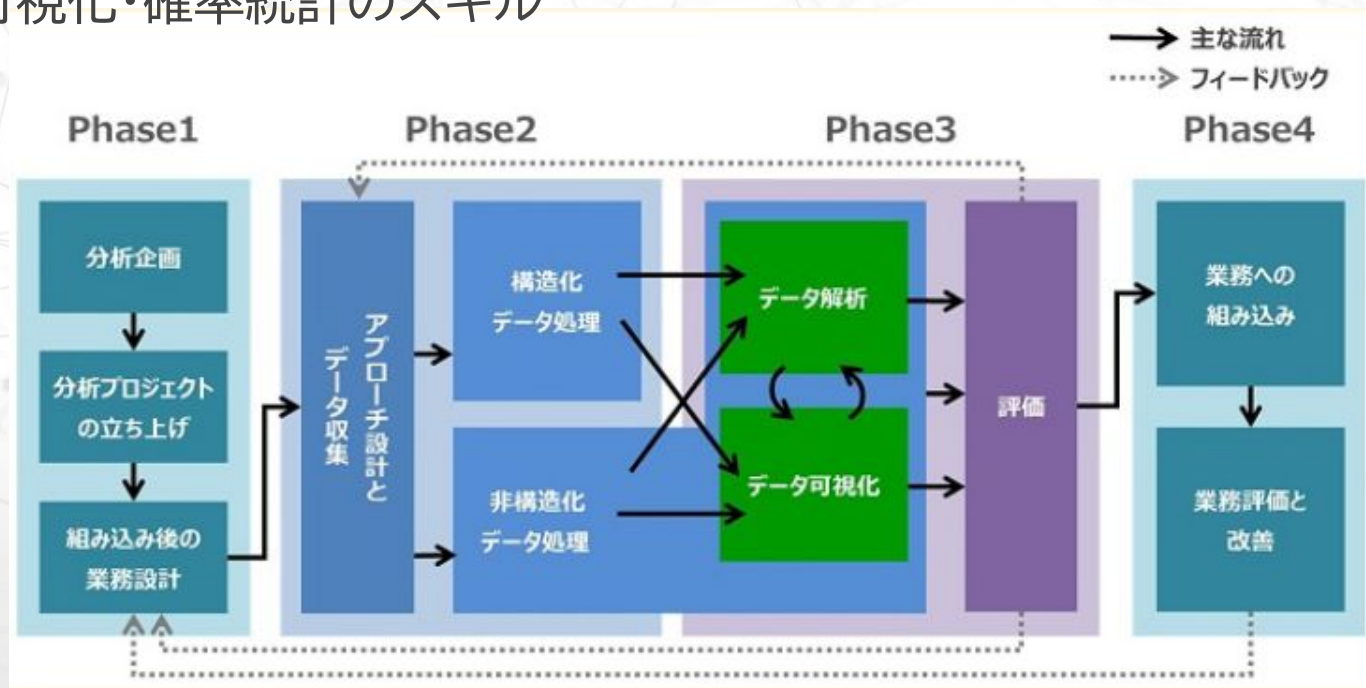 可視化・確率統計のスキル
主な流れ
フィードバック
Phase1
Phase2
Phase3
Phase4
分析企画
分析プロジェクト
の立ち上げ
組み込み後の
業務設計
アプローチ設計と
データ収集
構造化
データ処理
非構造化
データ処理
データ解析
データ可視化
評価
業務への
組み込み
業務評価と
改善